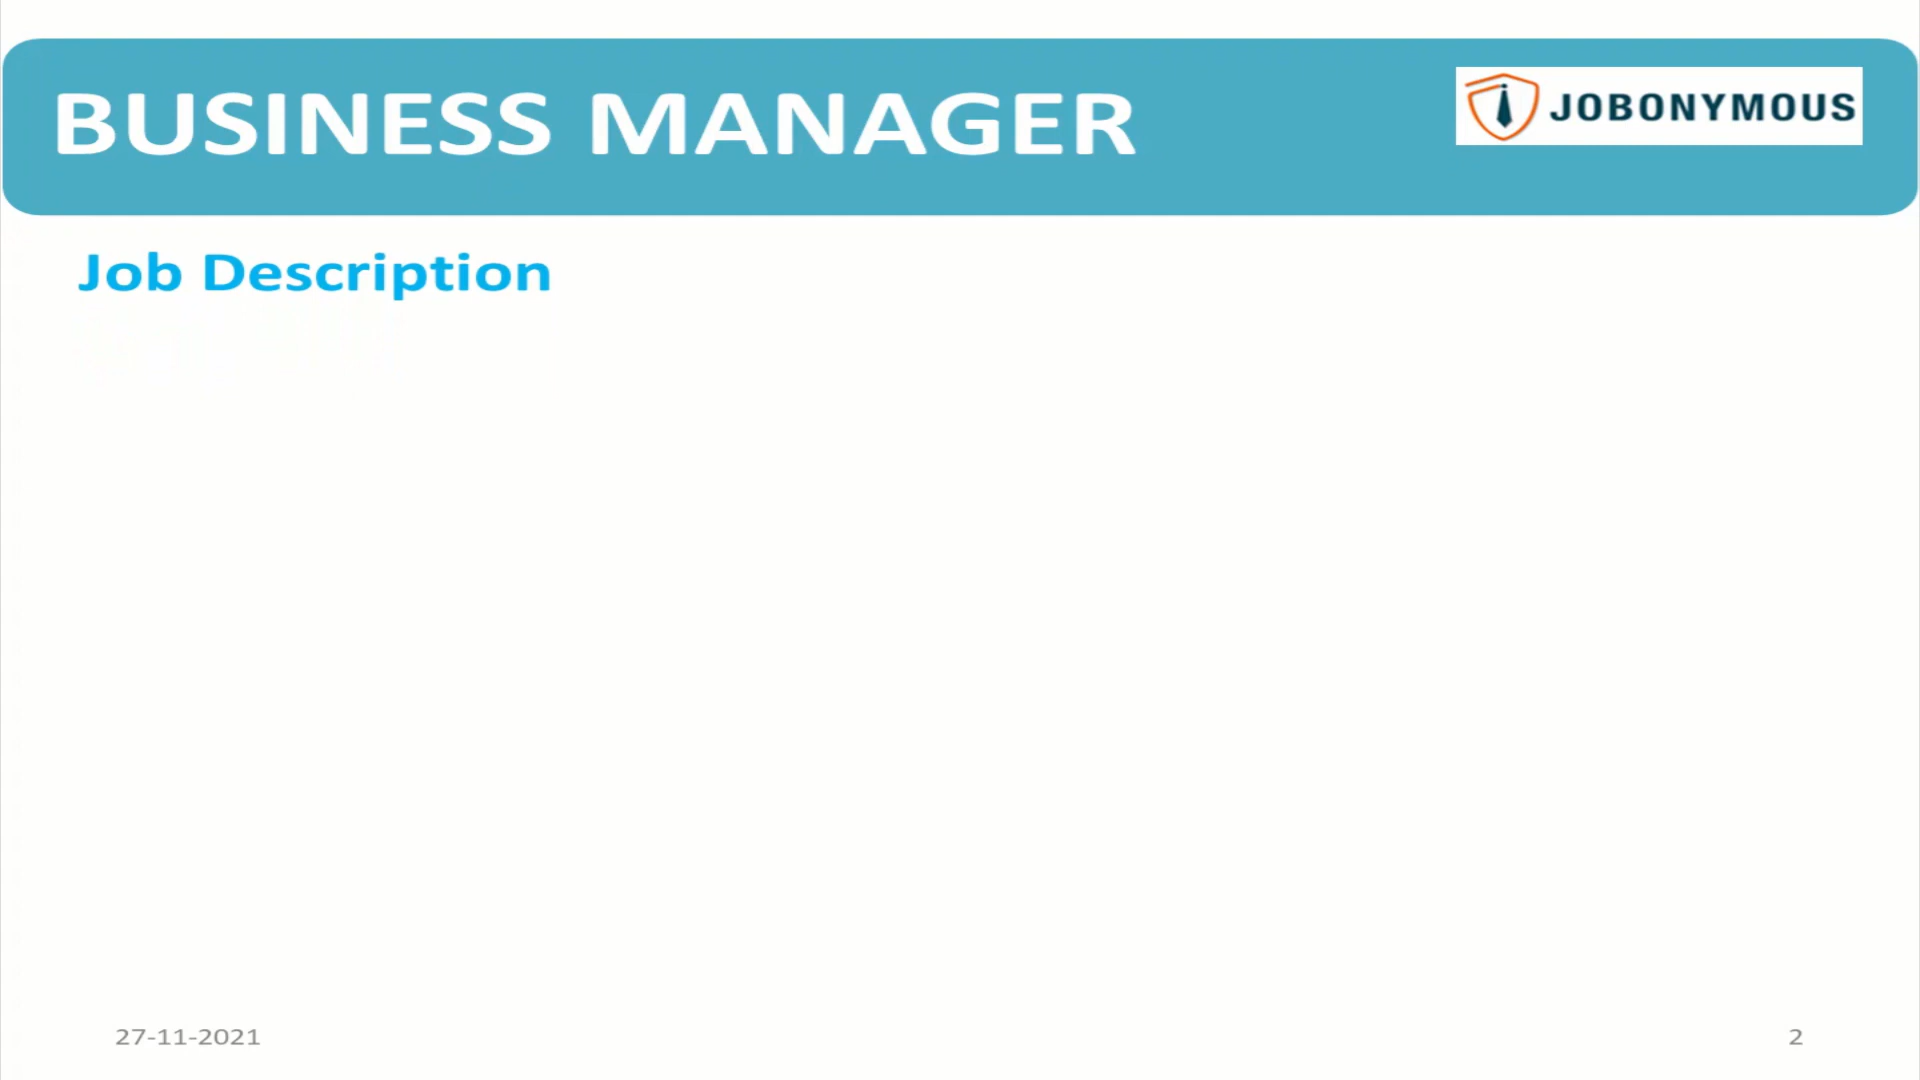 BUSINESS MANAGER
JOBONYMOUS
Job Description
27-11-2021
2